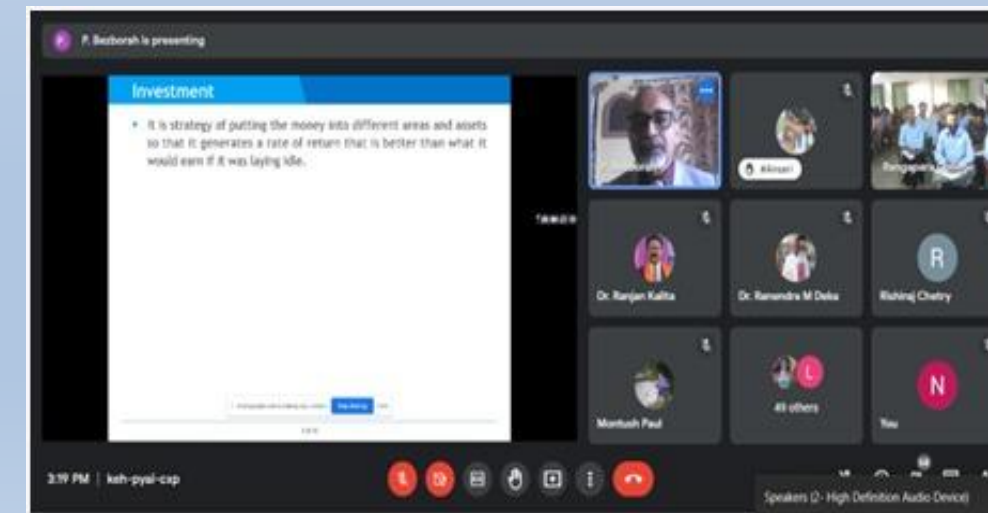 P. Bezborah is presenting
Investment
• It is strategy of putting the money into different areas and assets
so that it generates a rate of return that is better than what it
would earn if it was laying idle.
Dr. Ranjan Kalita
Dr. Ranendra M Deka
R
Rishiraj Chetry
Montush Paul
L
49 others
N
You
3:19 PM | keh-pyai-cxp
Speakers (2- High Definition Audio Device)